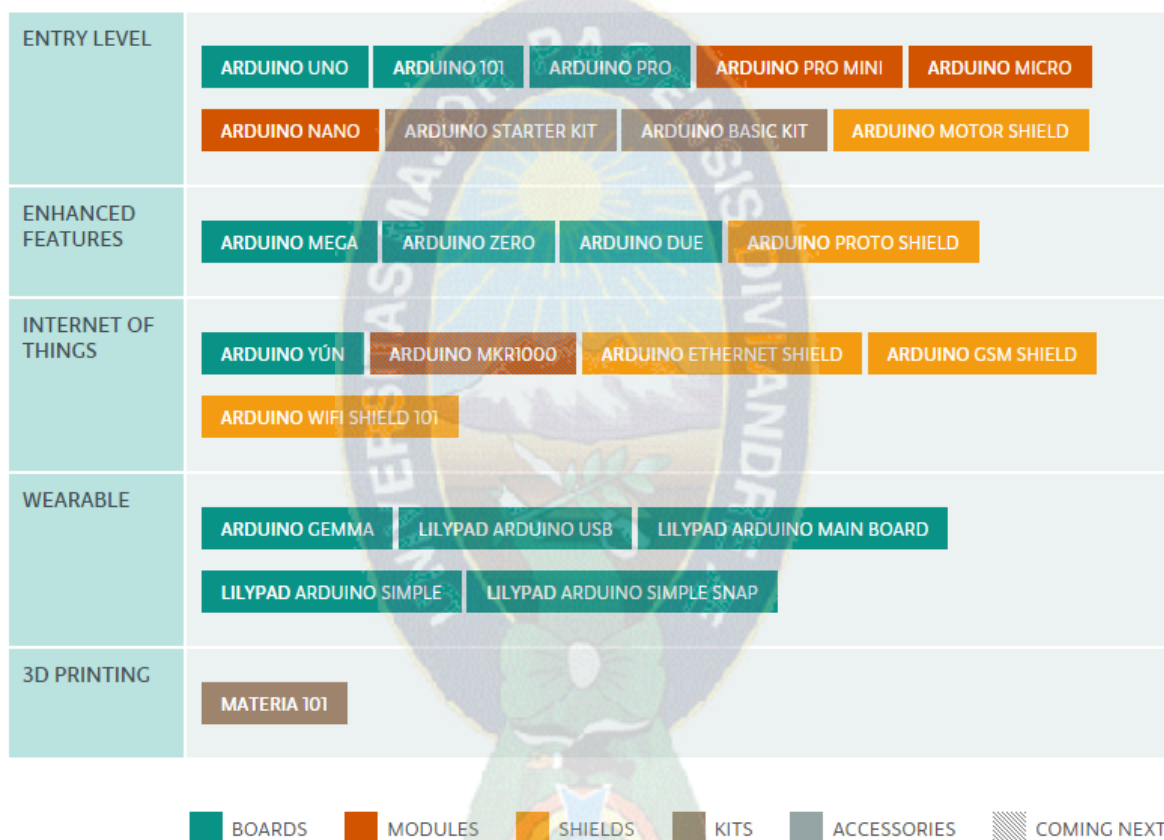 ENTRY LEVEL
ARDUINO UNO ARDUINO 101 ARDUINO PRO ARDUINO PRO MINI ARDUINO MICRO
ARDUINO NANO ARDUINO STARTER KIT ARDUINO BASIC KIT ARDUINO MOTOR SHIELD
ENHANCED
FEATURES
ARDUINO MEGA ARDUINO ZERO ARDUINO DUE ARDUINO PROTO SHIELD
INTERNET OF
THINGS
ARDUINO YÚN ARDUINO MKR1000 ARDUINO ETHERNET SHIELD ARDUINO GSM SHIELD
ARDUINO WIFI SHIELD 101
WEARABLE
ARDUINO GEMMA LILYPAD ARDUINO USB LILYPAD ARDUINO MAIN BOARD
LILYPAD ARDUINO SIMPLE LILYPAD ARDUINO SIMPLE SNAP
3D PRINTING
MATERIA 101
BOARDS MODULES SHIELDS KITS ACCESSORIES COMING NEXT